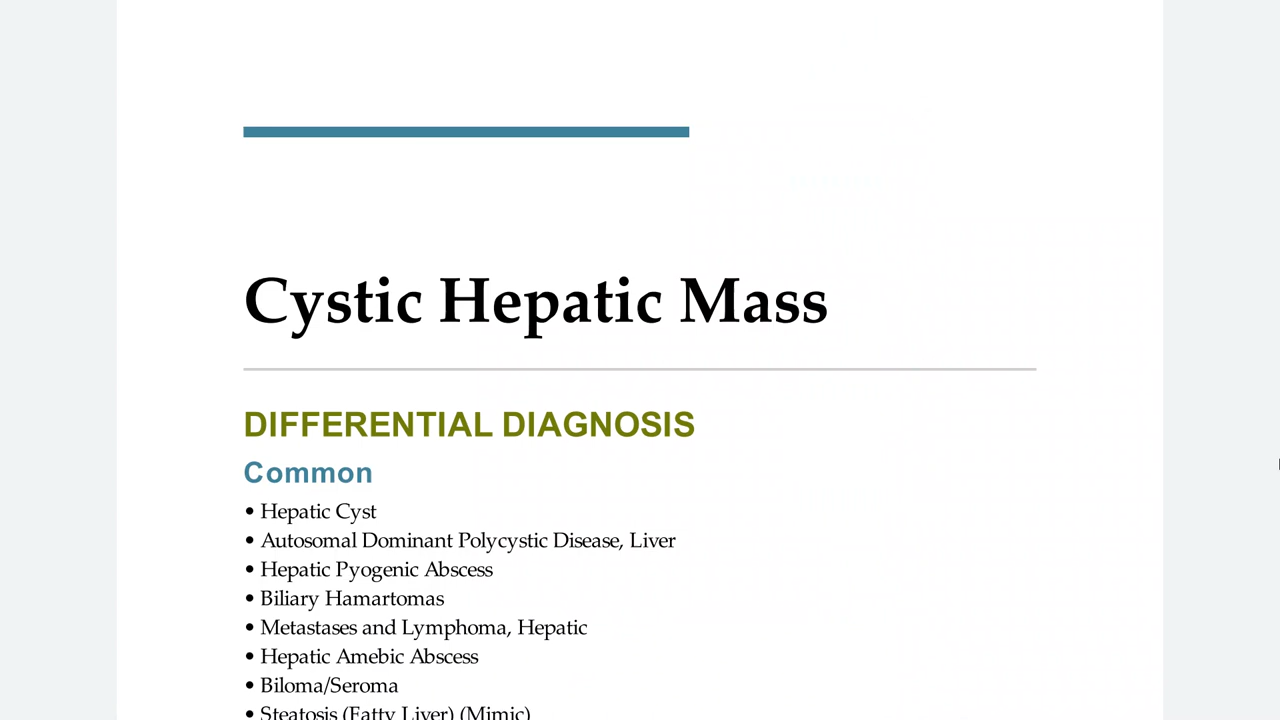 Cystic Hepatic Mass
DIFFERENTIAL DIAGNOSIS
Common
• Hepatic Cyst
• Autosomal Dominant Polycystic Disease, Liver
• Hepatic Pyogenic Abscess
• Biliary Hamartomas
• Metastases and Lymphoma, Hepatic
• Hepatic Amebic Abscess
• Biloma/Seroma
• Steatosis (Fatty Liver) (Mimic)